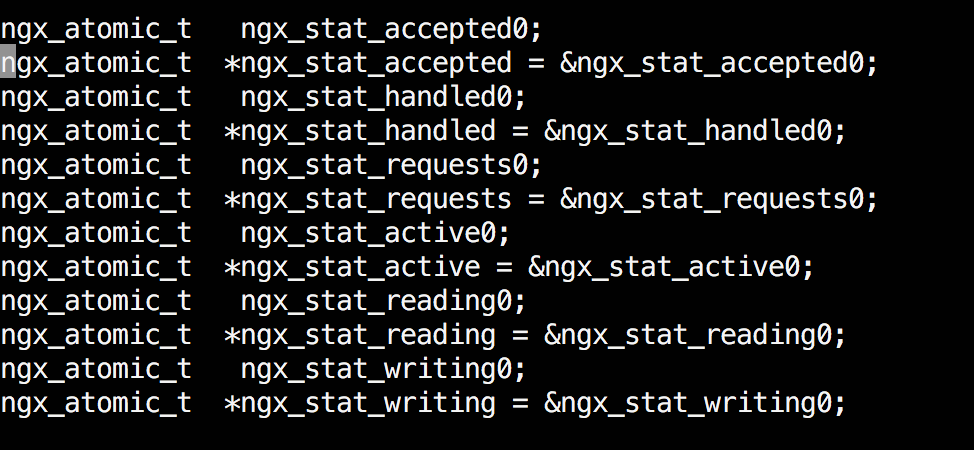 ngx_atomic_t   ngx_stat_accepted0;
ngx_atomic_t  *ngx_stat_accepted = &ngx_stat_accepted0;
ngx_atomic_t   ngx_stat_handled0;
ngx_atomic_t  *ngx_stat_handled = &ngx_stat_handled0;
ngx_atomic_t   ngx_stat_requests0;
ngx_atomic_t  *ngx_stat_requests = &ngx_stat_requests0;
ngx_atomic_t   ngx_stat_active0;
ngx_atomic_t  *ngx_stat_active = &ngx_stat_active0;
ngx_atomic_t   ngx_stat_reading0;
ngx_atomic_t  *ngx_stat_reading = &ngx_stat_reading0;
ngx_atomic_t   ngx_stat_writing0;
ngx_atomic_t  *ngx_stat_writing = &ngx_stat_writing0;